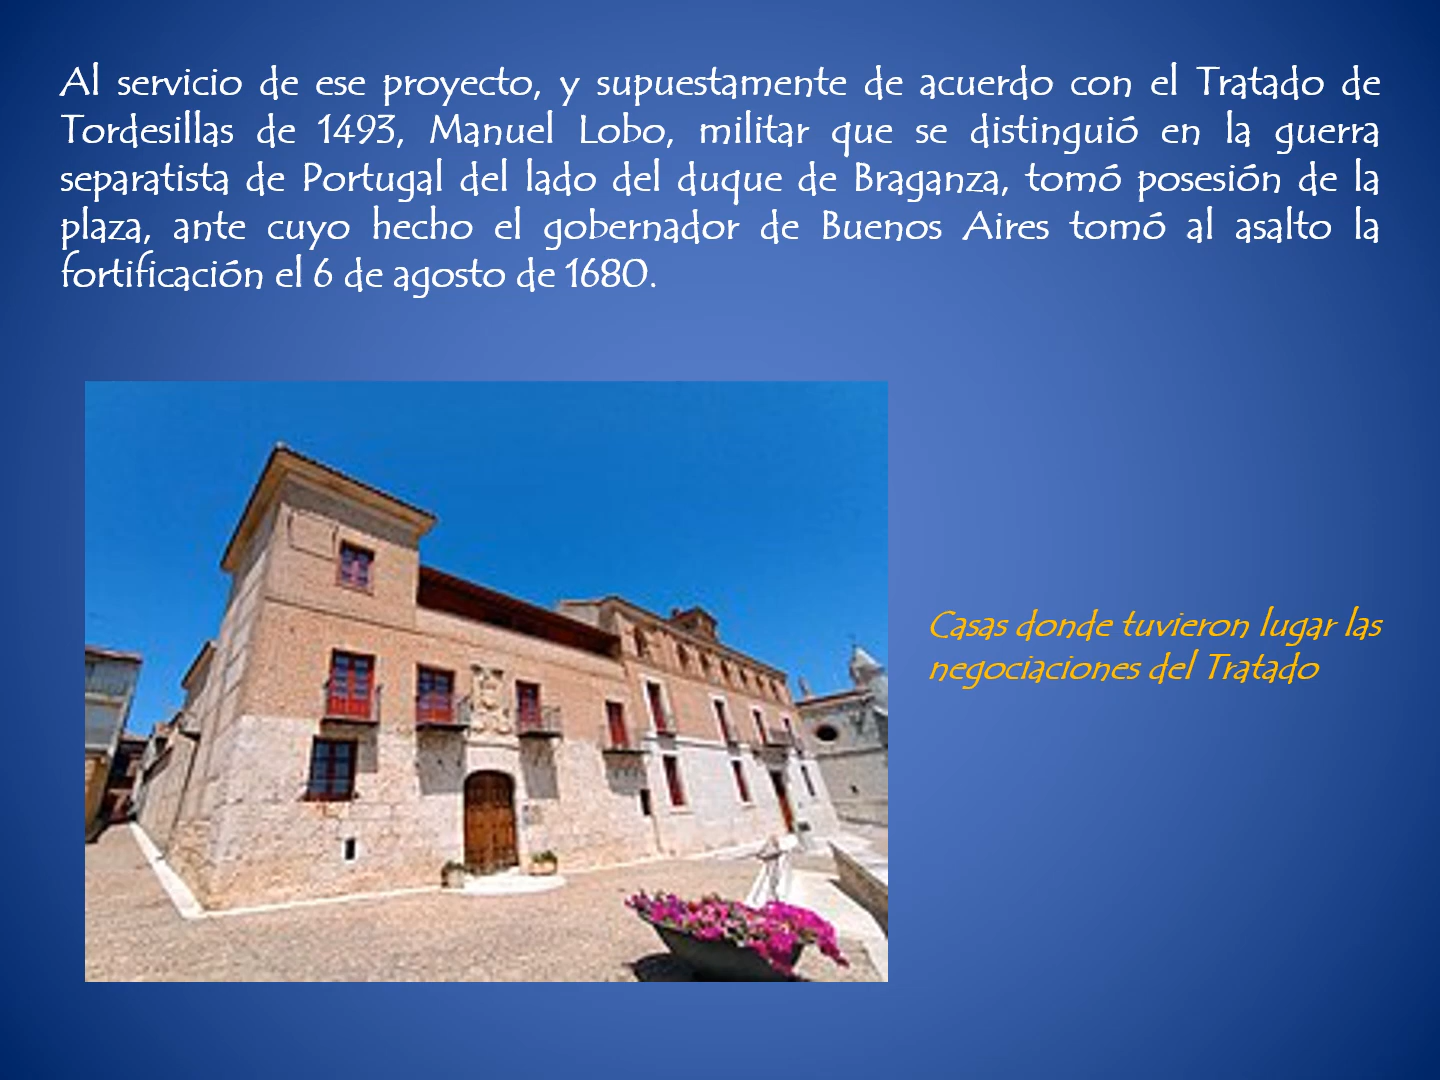 Al servicio de ese proyecto, y supuestamente de acuerdo con el Tratado de
Tordesillas de 1493, Manuel Lobo, militar que se distinguió en la guerra
separatista de Portugal del lado del duque de Braganza, tomó posesión de la
plaza, ante cuyo hecho el gobernador de Buenos Aires tomó al asalto la
fortificación el 6 de agosto de 1680.
Casas donde tuvieron lugar las
negociaciones del Tratado